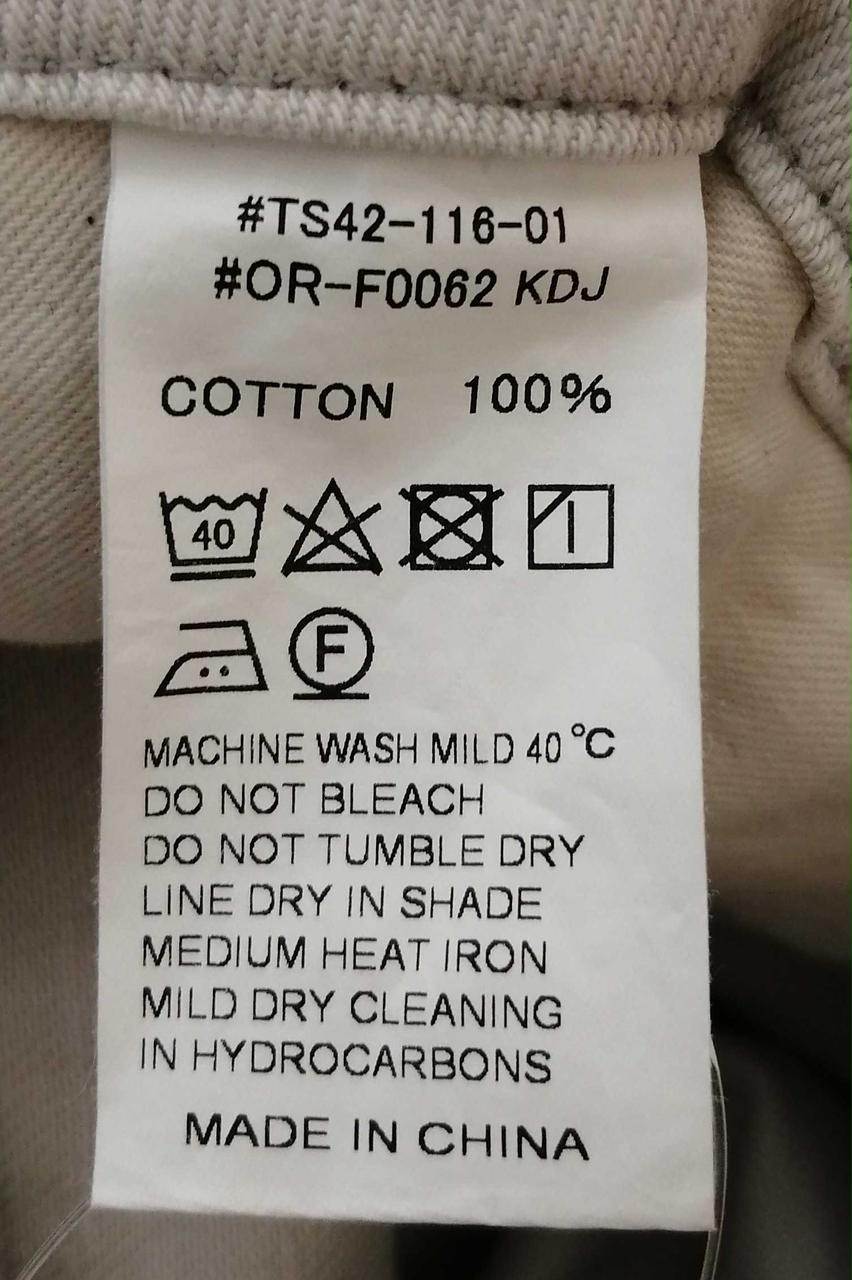 #TS42-116-01
#OR-F0062 KDJ
COTTON 100%
40
F
MACHINE WASH MILD 40°C
DO NOT BLEACH
DO NOT TUMBLE DRY
LINE DRY IN SHADE
MEDIUM HEAT IRON
MILD DRY CLEANING
IN HYDROCARBONS
MADE IN CHINA